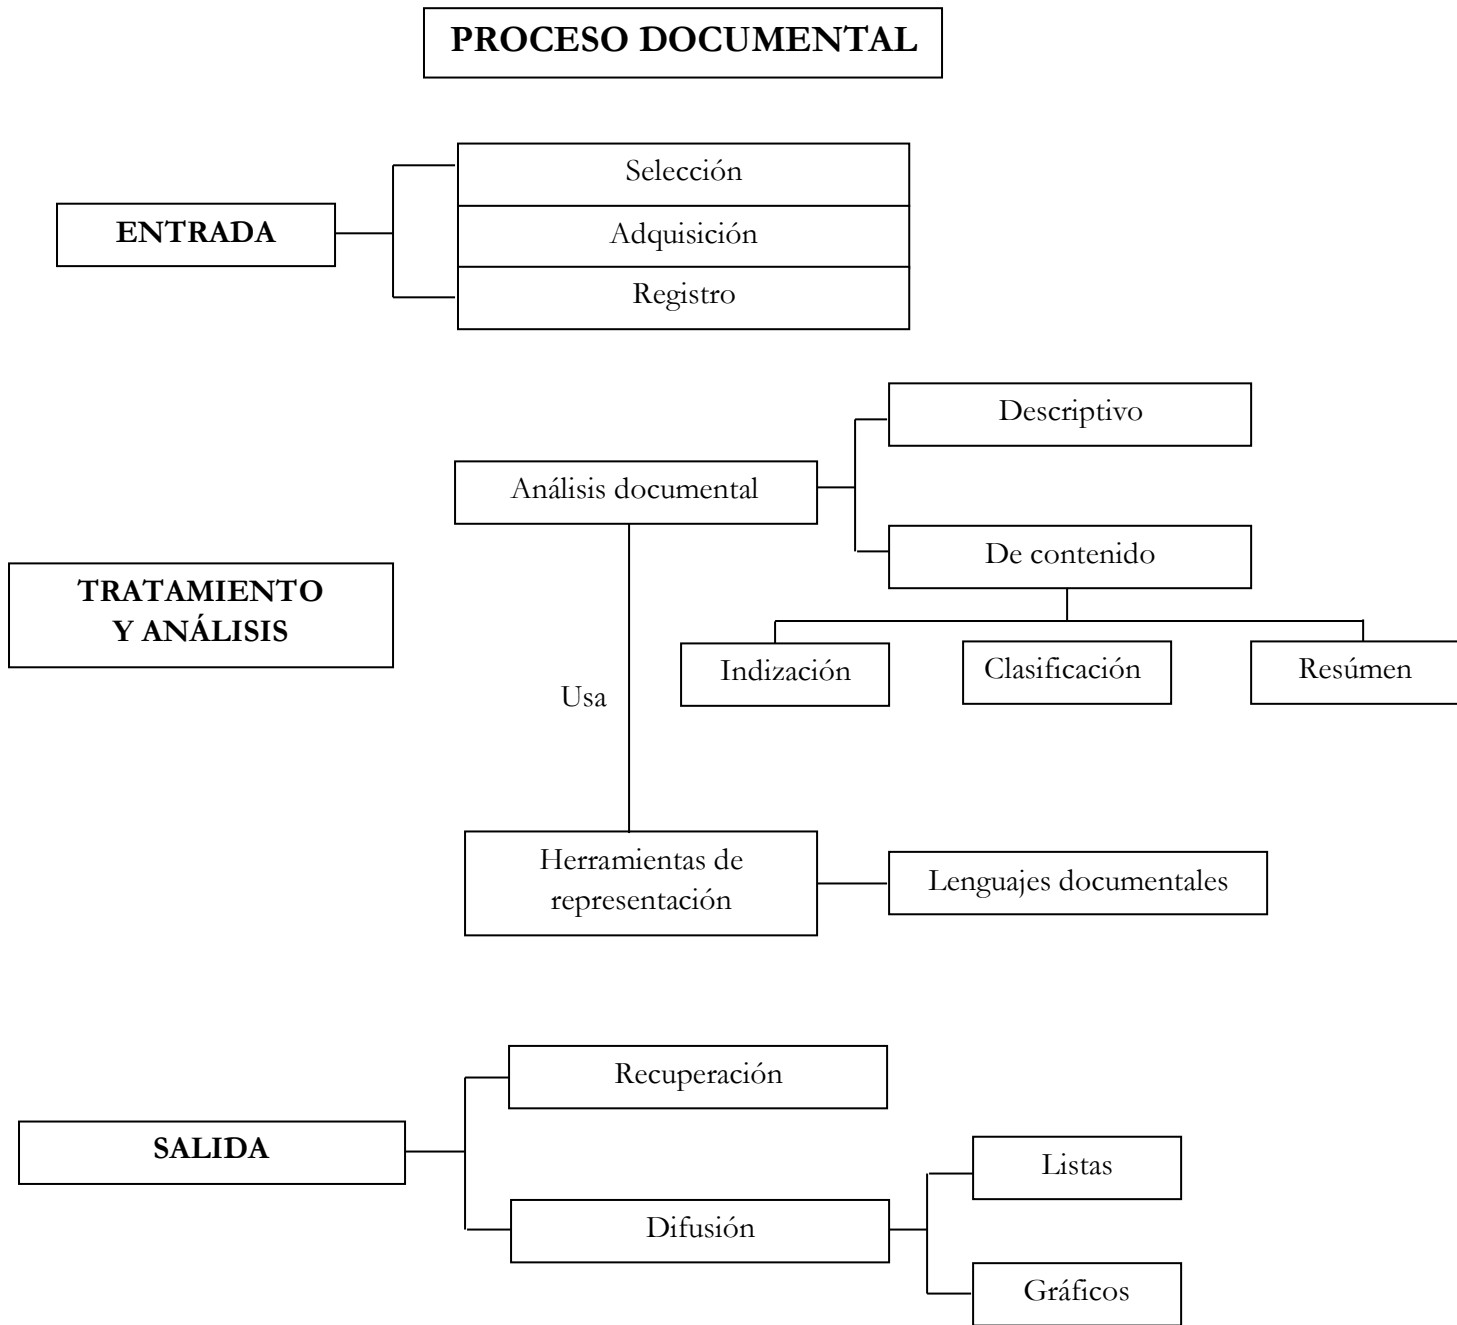 PROCESO DOCUMENTAL
Selección
ENTRADA
Adquisición
Registro
Descriptivo
Análisis documental
De contenido
TRATAMIENTO
Y ANÁLISIS
Indización
Clasificación
Resúmen
Usa
Herramientas de
representación
Lenguajes documentales
Recuperación
SALIDA
Listas
Difusión
Gráficos